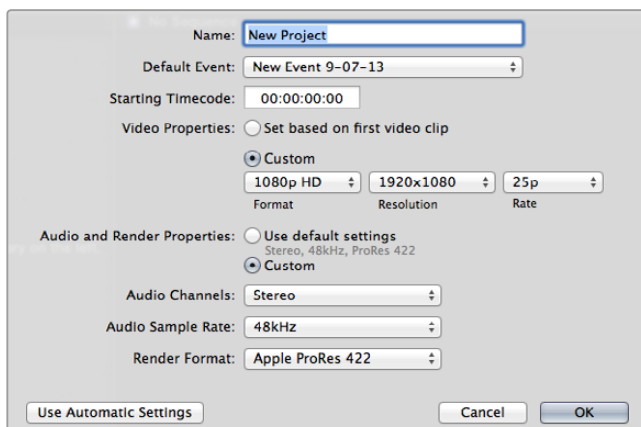 Name: New Project
Default Event: New Event 9-07-13
Starting Timecode: 00:00:00:00
Video Properties: Set based on first video clip
Custom
1080p HD 1920x1080 25p
Format Resolution Rate
Audio and Render Properties: Use default settings
Stereo, 48kHz, ProRes 422
Custom
Audio Channels: Stereo
Audio Sample Rate: 48kHz
Render Format: Apple ProRes 422
Use Automatic Settings Cancel OK